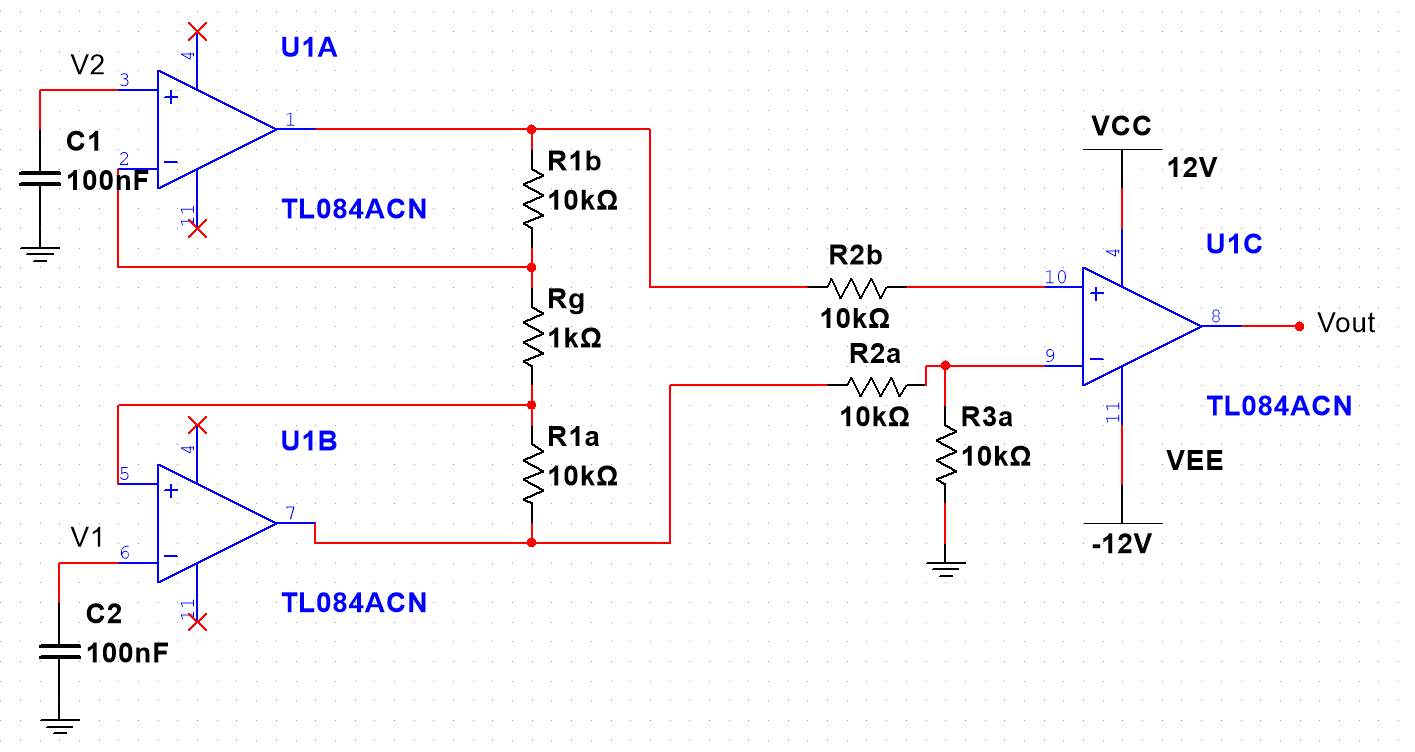 U1A
V2
3
4
+
1
C1
100nF
2
−
11
TL084ACN
R1b
10kΩ
Rg
1kΩ
R1a
10kΩ
U1B
4
5
+
7
V1
6
−
11
TL084ACN
C2
100nF
R2b
10kΩ
R2a
10kΩ
R3a
10kΩ
VCC
12V
U1C
4
10
+
8
Vout
9
−
11
TL084ACN
VEE
-12V